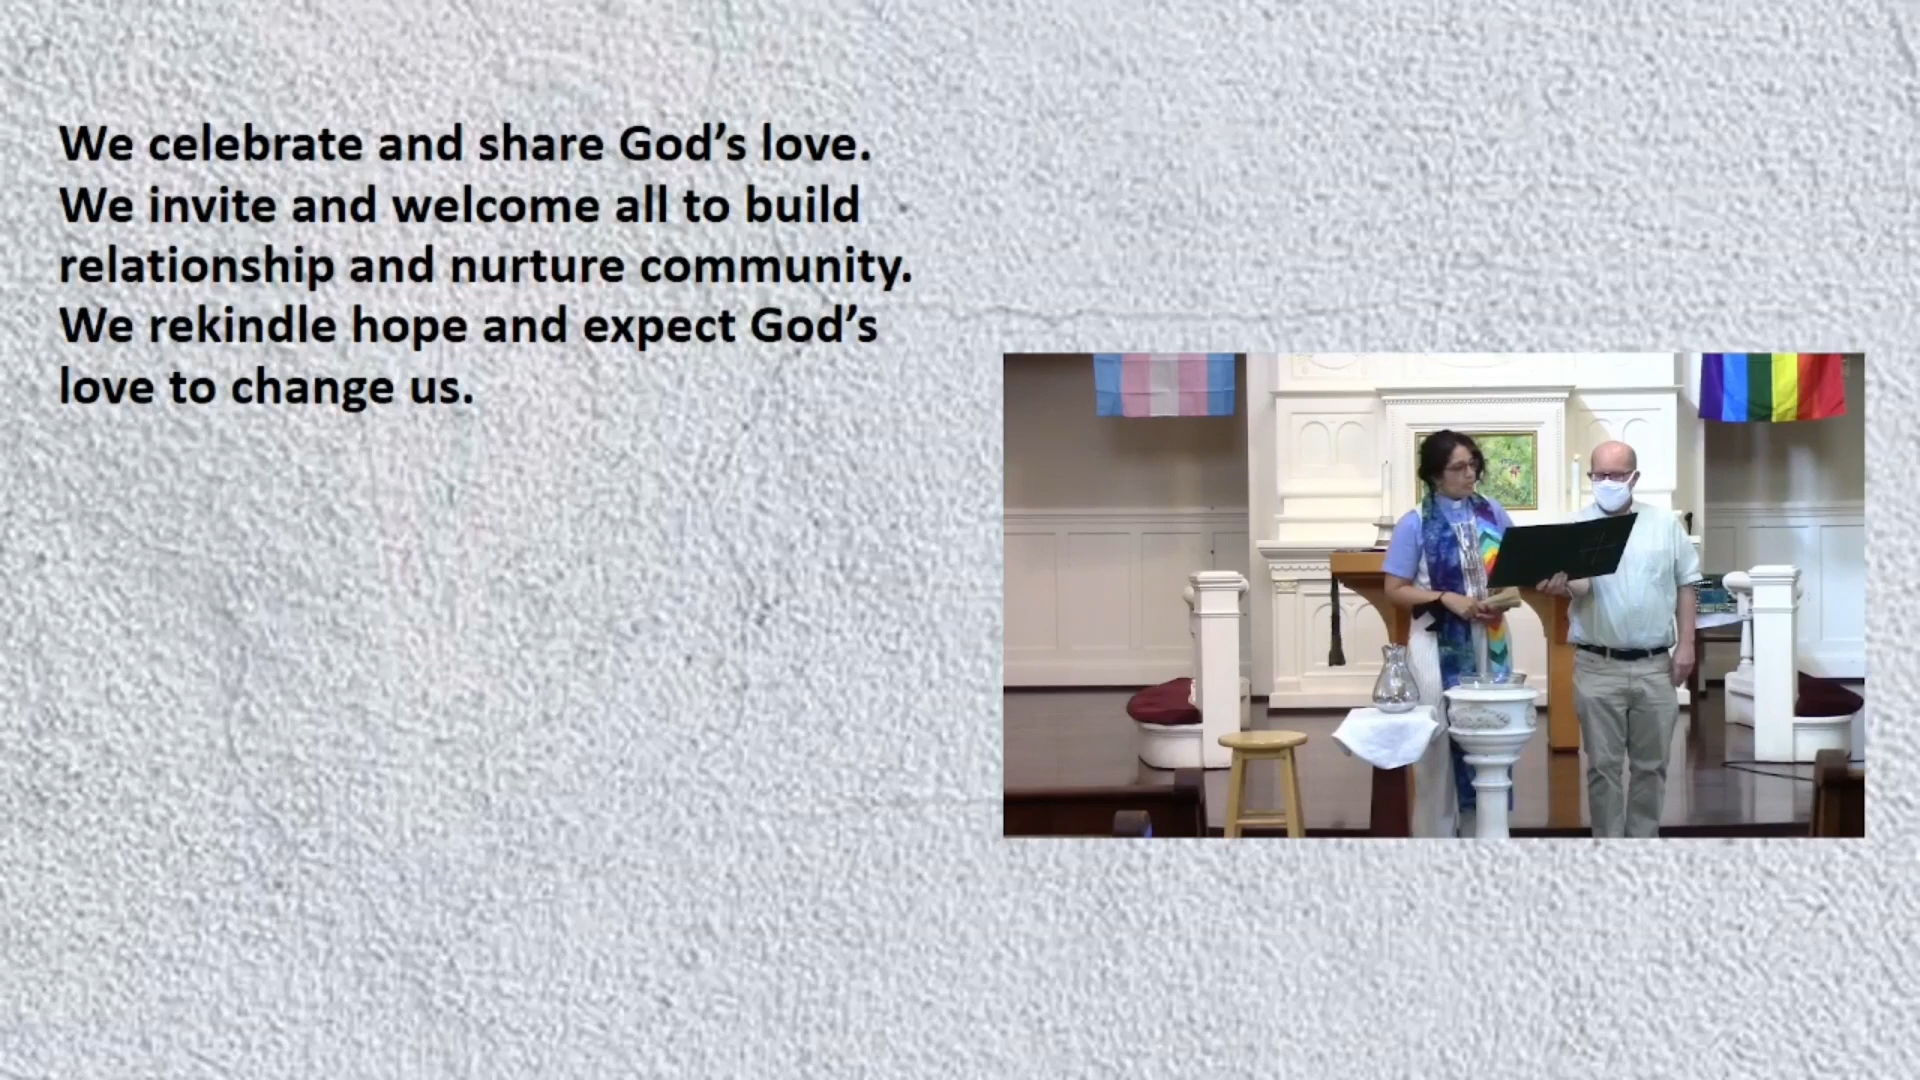 We celebrate and share God’s love.
We invite and welcome all to build
relationship and nurture community.
We rekindle hope and expect God’s
love to change us.